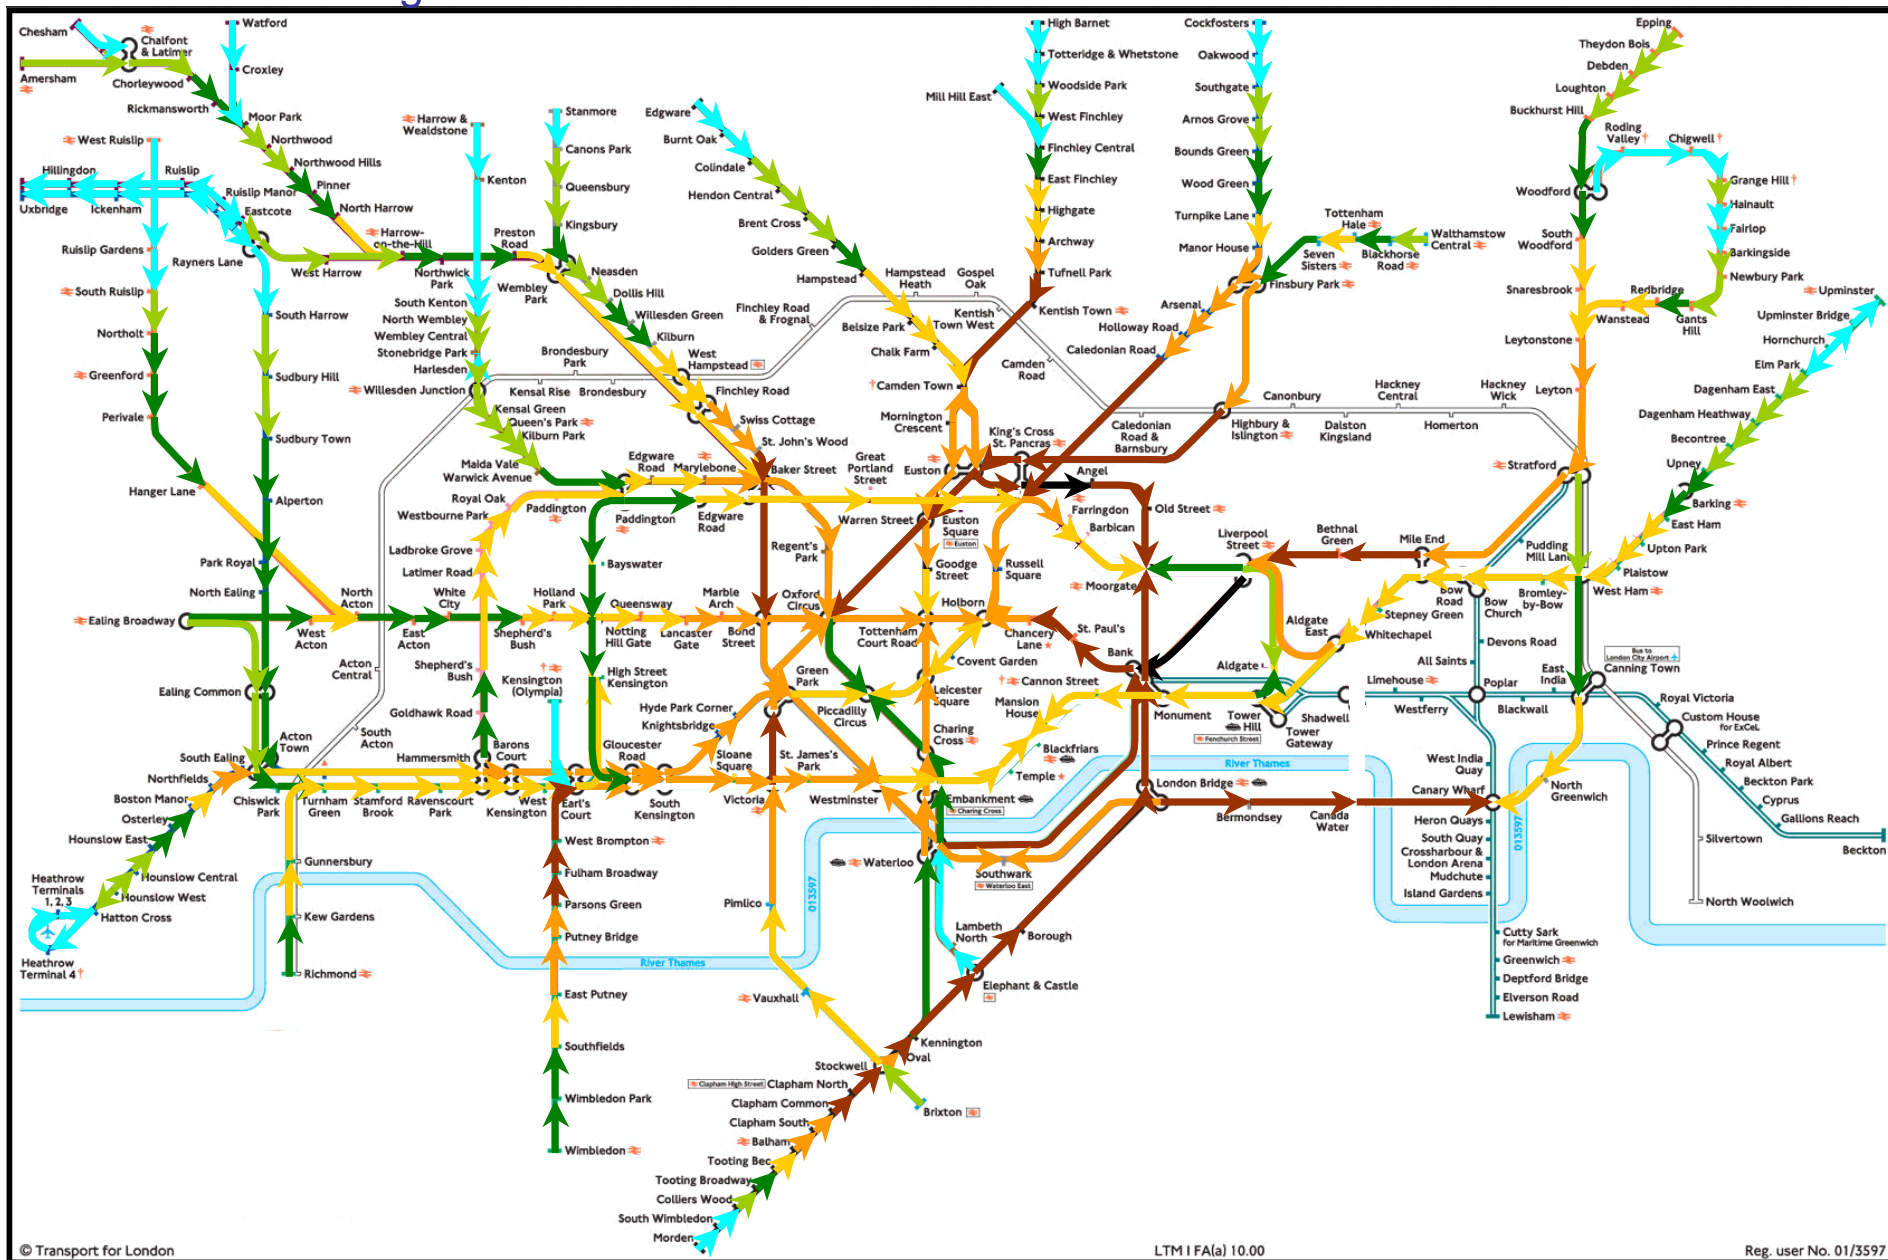 Chesham
Chalfont
& Latimer
Watford
Amersham
Chorleywood
Croxley
Rickmansworth
Moor Park
Northwood
Northwood Hills
Pinner
North Harrow
Harrow-
on-the-Hill
West Ruislip
Hillingdon
Ruislip
Ruislip Manor
Eastcote
Uxbridge
Ickenham
Rayners Lane
West Harrow
Northwick
Park
Preston
Road
Wembley
Park
Harrow &
Wealdstone
Kenton
Stanmore
Canons Park
Queensbury
Kingsbury
Neasden
Dollis Hill
Willesden Green
Kilburn
West
Hampstead
Finchley Road
Swiss Cottage
St. John's Wood
Edgware
Burnt Oak
Colindale
Hendon Central
Brent Cross
Golders Green
Hampstead
Belsize Park
Chalk Farm
Camden Town
Mornington
Crescent
Mill Hill East
High Barnet
Totteridge & Whetstone
Woodside Park
West Finchley
Finchley Central
East Finchley
Highgate
Archway
Tufnell Park
Kentish Town
Hampstead
Heath
Gospel
Oak
Finchley Road
& Frognal
Kentish
Town West
Camden
Road
Cockfosters
Oakwood
Southgate
Arnos Grove
Bounds Green
Wood Green
Turnpike Lane
Manor House
Finsbury Park
Arsenal
Holloway Road
Caledonian Road
Tottenham
Hale
Walthamstow
Central
Seven
Sisters
Blackhorse
Road
Epping
Theydon Bois
Debden
Loughton
Buckhurst Hill
Roding
Valley
Chigwell
Grange Hill
Hainault
Fairlop
Barkingside
Newbury Park
Woodford
South
Woodford
Snaresbrook
Redbridge
Wanstead
Gants
Hill
Leytonstone
Leyton
Upminster
Upminster Bridge
Hornchurch
Elm Park
Dagenham East
Dagenham Heathway
Becontree
Upney
Barking
East Ham
Upton Park
Plaistow
West Ham
Ruislip Gardens
South Ruislip
Northolt
Greenford
Perivale
Hanger Lane
South Harrow
Sudbury Hill
Sudbury Town
Alperton
Park Royal
North Ealing
South Kenton
North Wembley
Wembley Central
Stonebridge Park
Harlesden
Willesden Junction
Kensal Green
Queen's Park
Kilburn Park
Maida Vale
Warwick Avenue
Brondesbury
Park
Kensal Rise
Brondesbury
Royal Oak
Westbourne Park
Ladbroke Grove
Latimer Road
Edgware
Road
Marylebone
Baker Street
Paddington
Paddington
Edgware
Road
Great
Portland
Street
Euston
King's Cross
St. Pancras
Caledonian
Road &
Barnsbury
Highbury &
Islington
Canonbury
Dalston
Kingsland
Hackney
Central
Homerton
Hackney
Wick
Stratford
Angel
Old Street
Farringdon
Barbican
Warren Street
Euston
Square
Euston
Regent's
Park
Goodge
Street
Russell
Square
Moorgate
Liverpool
Street
Bethnal
Green
Mile End
Pudding
Mill Lane
Bow
Road
Bow
Church
Bromley-
by-Bow
Stepney Green
Whitechapel
Aldgate
East
Aldgate
Devons Road
All Saints
Bayswater
Ealing Broadway
West
Acton
North
Acton
East
Acton
White
City
Shepherd's
Bush
Holland
Park
Notting
Hill Gate
Queensway
Lancaster
Gate
Marble
Arch
Bond
Street
Oxford
Circus
Tottenham
Court Road
Holborn
Chancery
Lane
St. Paul's
Bank
Covent Garden
Leicester
Square
Cannon Street
Mansion
House
Monument
Tower
Hill
Fenchurch Street
Tower
Gateway
Shadwell
Limehouse
Westferry
Poplar
Blackwall
East
India
Bus to
London City Airport
Canning Town
Royal Victoria
Custom House
for ExCeL
Prince Regent
Royal Albert
Beckton Park
Cyprus
Gallions Reach
Beckton
Silvertown
North Woolwich
Ealing Common
Acton
Central
South
Acton
Acton
Town
South Ealing
Northfields
Boston Manor
Osterley
Hounslow East
Hounslow Central
Hounslow West
Hatton Cross
Heathrow
Terminals
1, 2, 3
Heathrow
Terminal 4
Chiswick
Park
Turnham
Green
Stamford
Brook
Ravenscourt
Park
Hammersmith
Barons
Court
West
Kensington
Earl's
Court
Gloucester
Road
South
Kensington
Shepherd's
Bush
Goldhawk Road
Kensington
(Olympia)
High Street
Kensington
Hyde Park Corner
Knightsbridge
Green
Park
Piccadilly
Circus
Charing
Cross
Sloane
Square
Victoria
St. James's
Park
Westminster
Embankment
Charing Cross
Temple
Blackfriars
River Thames
London Bridge
Bermondsey
Canada
Water
West India
Quay
Canary Wharf
Heron Quays
South Quay
Crossharbour &
London Arena
Mudchute
Island Gardens
Cutty Sark
for Maritime Greenwich
Greenwich
Deptford Bridge
Elverson Road
Lewisham
North
Greenwich
013597
Gunnersbury
Kew Gardens
Richmond
West Brompton
Fulham Broadway
Parsons Green
Putney Bridge
East Putney
Southfields
Wimbledon Park
Wimbledon
River Thames
013597
Pimlico
Vauxhall
Waterloo
Southwark
Waterloo East
Lambeth
North
Borough
Elephant & Castle
Kennington
Oval
Stockwell
Brixton
Clapham High Street
Clapham North
Clapham Common
Clapham South
Balham
Tooting Bec
Tooting Broadway
Colliers Wood
South Wimbledon
Morden
© Transport for London
LTM I FA(a) 10.00
Reg. user No. 01/3597